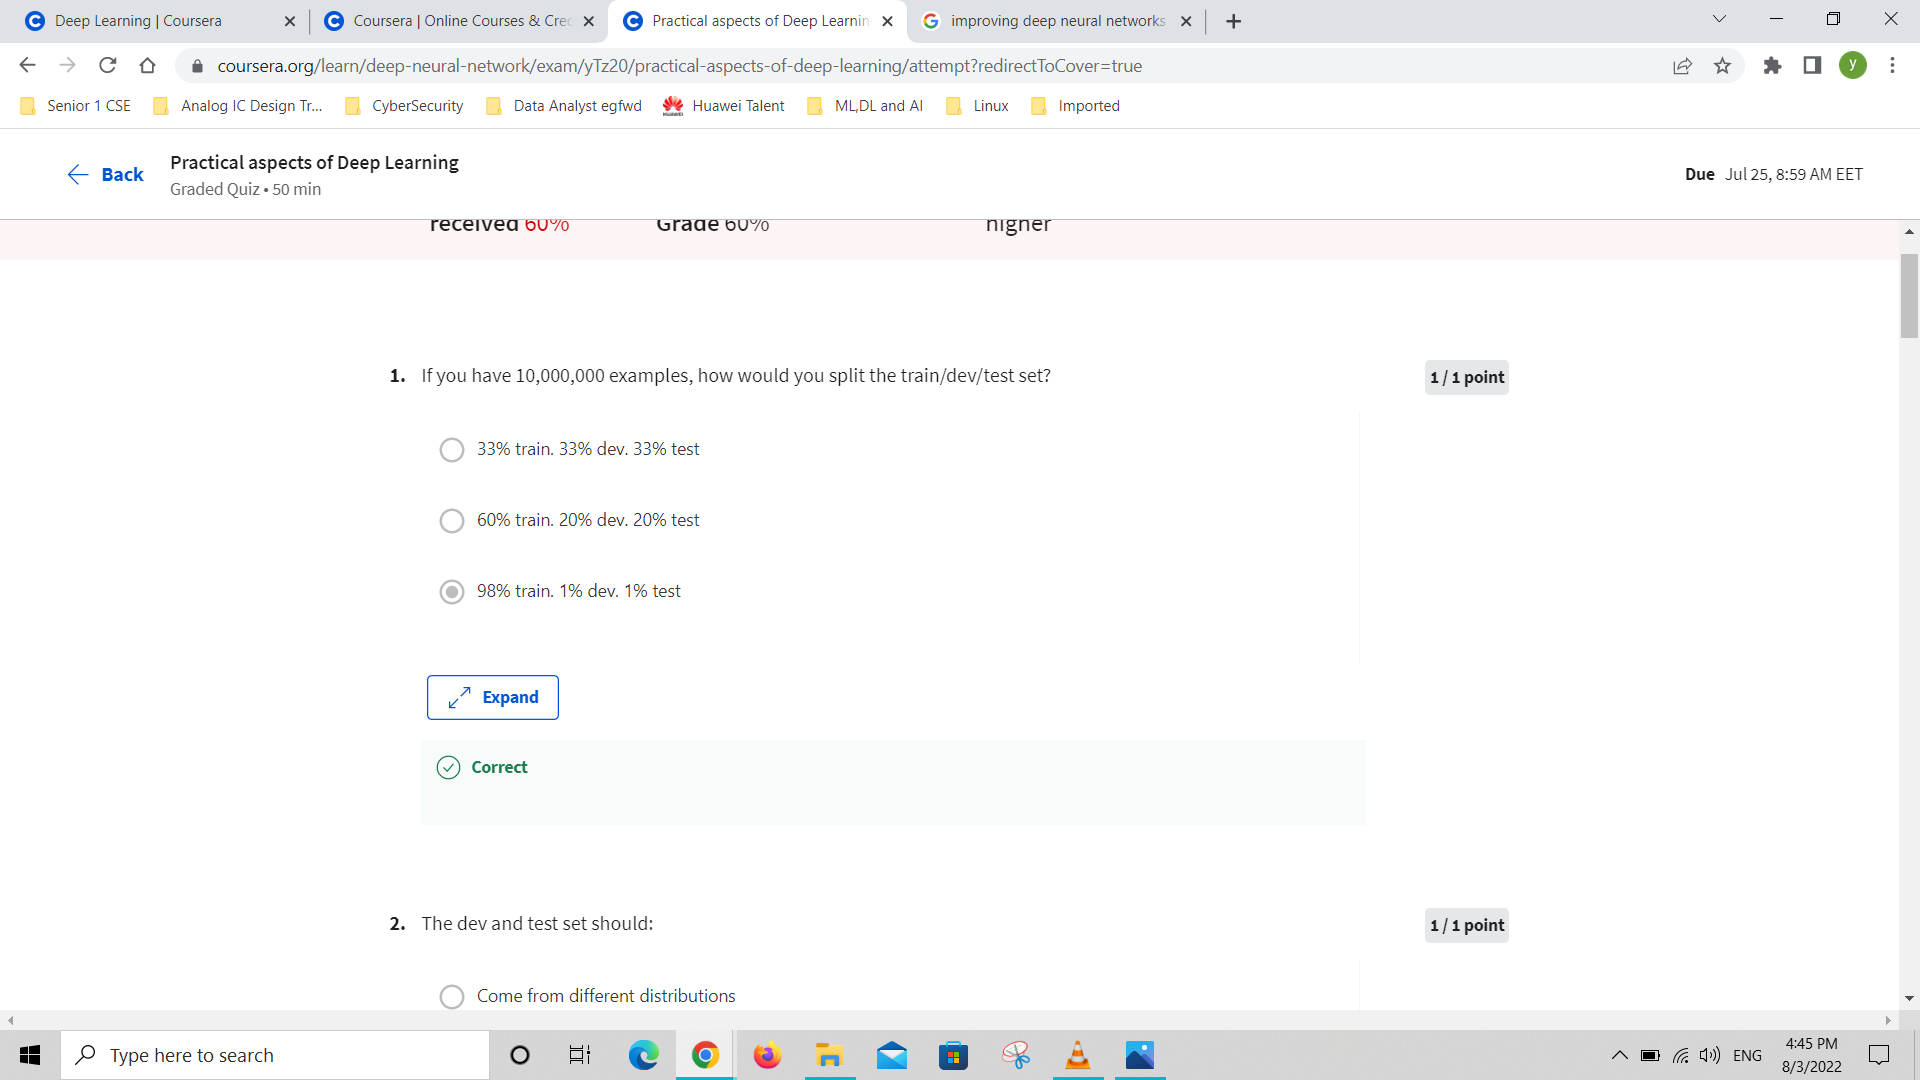 Deep Learning | Coursera
Coursera | Online Courses & Cre
Practical aspects of Deep Learnin
improving deep neural networks
coursera.org/learn/deep-neural-network/exam/yTz20/practical-aspects-of-deep-learning/attempt?redirectToCover=true
y
Senior 1 CSE
Analog IC Design Tr...
CyberSecurity
Data Analyst egfwd
Huawei Talent
ML,DL and AI
Linux
Imported
Back
Practical aspects of Deep Learning
Graded Quiz • 50 min
Due Jul 25, 8:59 AM EET
received 60%
Grade 60%
higher
1. If you have 10,000,000 examples, how would you split the train/dev/test set?
1 / 1 point
33% train. 33% dev. 33% test
60% train. 20% dev. 20% test
98% train. 1% dev. 1% test
Expand
Correct
2. The dev and test set should:
1 / 1 point
Come from different distributions
Type here to search
ENG
4:45 PM
8/3/2022